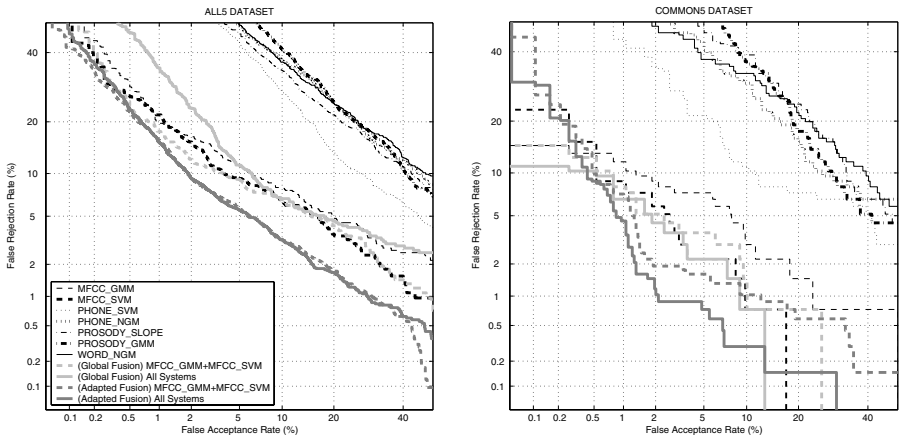 ALL5 DATASET
40
20
10
5
2
1
0.5
0.2
0.1
False Rejection Rate (%)
MFCC_GMM
MFCC_SVM
PHONE_SVM
PHONE_NGM
PROSODY_SLOPE
PROSODY_GMM
WORD_NGM
(Global Fusion) MFCC_GMM+MFCC_SVM
(Global Fusion) All Systems
(Adapted Fusion) MFCC_GMM+MFCC_SVM
(Adapted Fusion) All Systems
0.1 0.2 0.5 1 2 5 10 20 40
False Acceptance Rate (%)
COMMON5 DATASET
40
20
10
5
2
1
0.5
0.2
0.1
False Rejection Rate (%)
0.1 0.2 0.5 1 2 5 10 20 40
False Acceptance Rate (%)